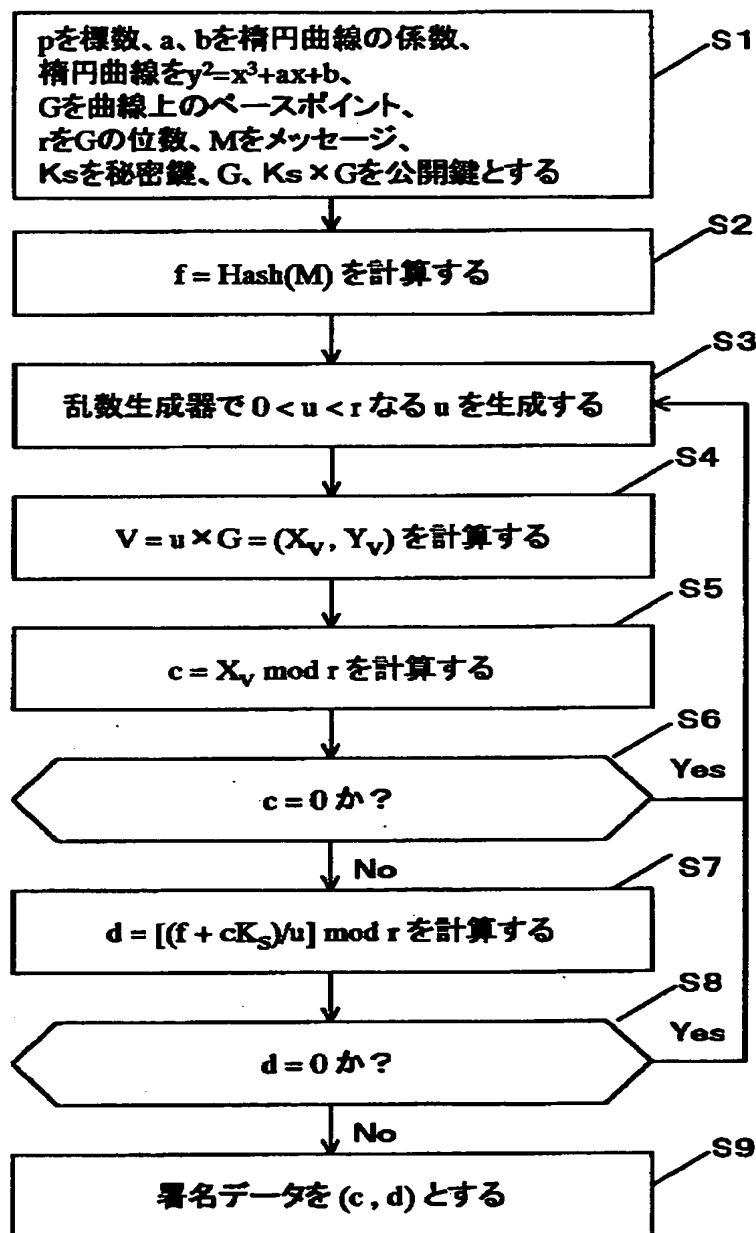 pを標数、a、bを楕円曲線の係数、
楕円曲線をy²=x³+ax+b、
Gを曲線上のベースポイント、
rをGの位数、Mをメッセージ、
Ksを秘密鍵、G、Ks×Gを公開鍵とする
S1
f = Hash(M) を計算する
S2
乱数生成器で 0 < u < r なる u を生成する
S3
V = u × G = (X_V, Y_V) を計算する
S4
c = X_V mod r を計算する
S5
c = 0 か?
S6
Yes
No
d = [(f + cK_S)/u] mod r を計算する
S7
d = 0 か?
S8
Yes
No
署名データを (c , d) とする
S9